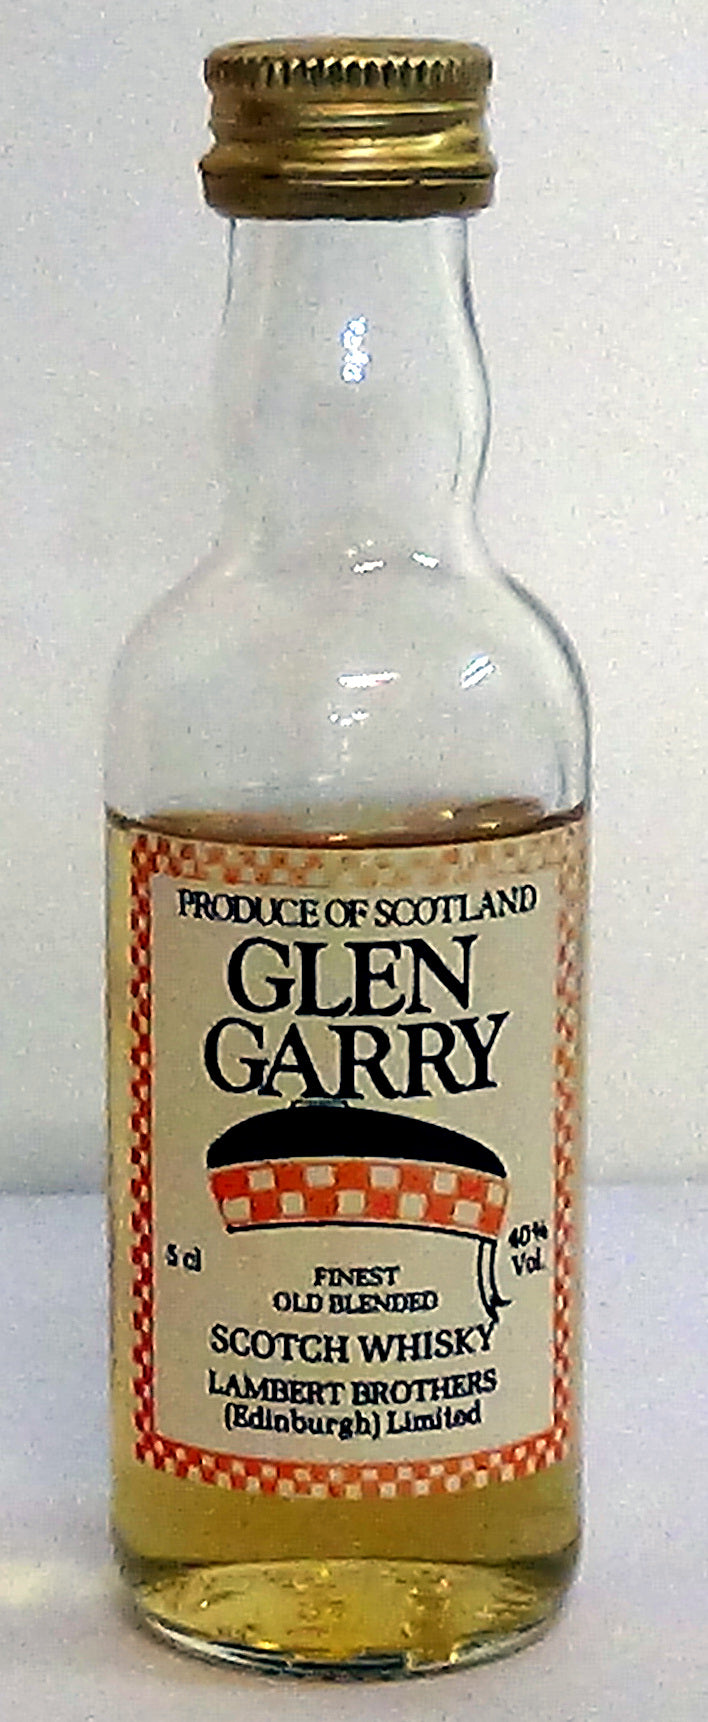 PRODUCE OF SCOTLAND
GLEN
GARRY
5 cl
40%
Vol.
FINEST
OLD BLENDED
SCOTCH WHISKY
LAMBERT BROTHERS
(Edinburgh) Limited